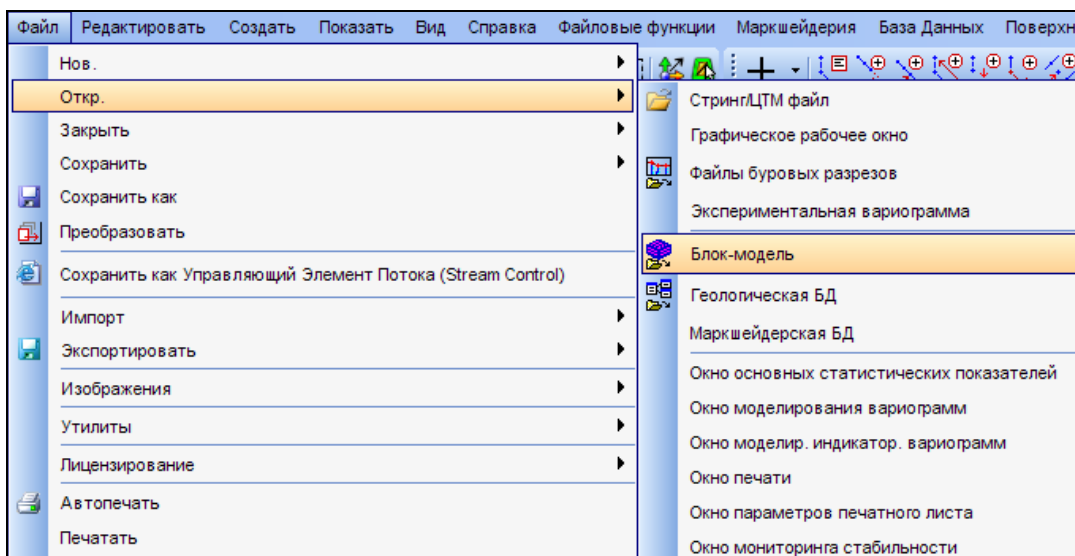 Файл Редактировать Создать Показать Вид Справка Файловые функции Маркшейдерия База Данных Поверхн
Нов.
Откр.
Закрыть
Сохранить
Сохранить как
Преобразовать
Сохранить как Управляющий Элемент Потока (Stream Control)
Импорт
Экспортировать
Изображения
Утилиты
Лицензирование
Автопечать
Печатать
Стринг/ЦТМ файл
Графическое рабочее окно
Файлы буровых разрезов
Экспериментальная вариограмма
Блок-модель
Геологическая БД
Маркшейдерская БД
Окно основных статистических показателей
Окно моделирования вариограмм
Окно моделир. индикатор. вариограмм
Окно печати
Окно параметров печатного листа
Окно мониторинга стабильности